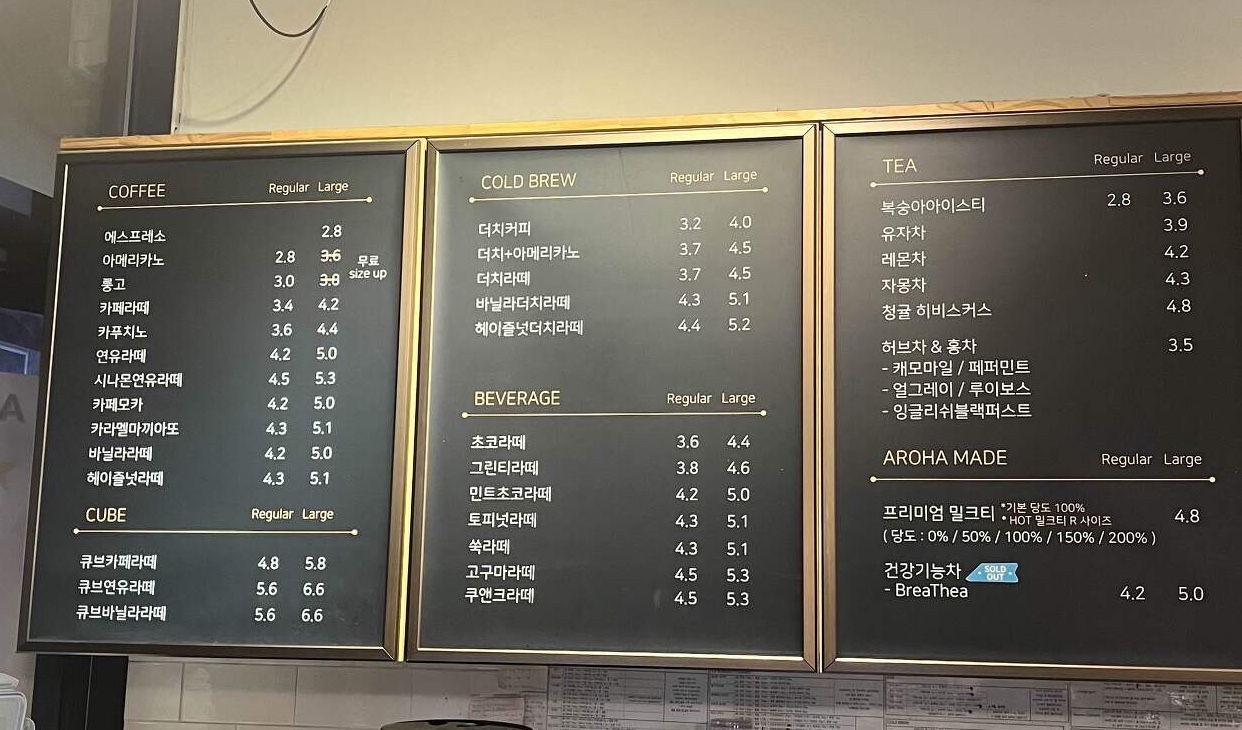 COFFEE Regular Large
에스프레소 2.8
아메리카노 2.8 3.6 무료
롱고 3.0 3.8 size up
카페라떼 3.4 4.2
카푸치노 3.6 4.4
연유라떼 4.2 5.0
시나몬연유라떼 4.5 5.3
카페모카 4.2 5.0
카라멜마끼아또 4.3 5.1
바닐라라떼 4.2 5.0
헤이즐넛라떼 4.3 5.1
CUBE Regular Large
큐브카페라떼 4.8 5.8
큐브연유라떼 5.6 6.6
큐브바닐라라떼 5.6 6.6
COLD BREW Regular Large
더치커피 3.2 4.0
더치+아메리카노 3.7 4.5
더치라떼 3.7 4.5
바닐라더치라떼 4.3 5.1
헤이즐넛더치라떼 4.4 5.2
BEVERAGE Regular Large
초코라떼 3.6 4.4
그린티라떼 3.8 4.6
민트초코라떼 4.2 5.0
토피넛라떼 4.3 5.1
쑥라떼 4.3 5.1
고구마라떼 4.5 5.3
쿠앤크라떼 4.5 5.3
TEA Regular Large
복숭아아이스티 2.8 3.6
유자차 3.9
레몬차 4.2
자몽차 4.3
청귤 히비스커스 4.8
허브차 & 홍차 3.5
- 캐모마일 / 페퍼민트
- 얼그레이 / 루이보스
- 잉글리쉬블랙퍼스트
AROHA MADE Regular Large
프리미엄 밀크티 *기본 당도 100% 4.8
* HOT 밀크티 R 사이즈
( 당도 : 0% / 50% / 100% / 150% / 200% )
건강기능차 SOLD OUT
- BreaThea 4.2 5.0
A